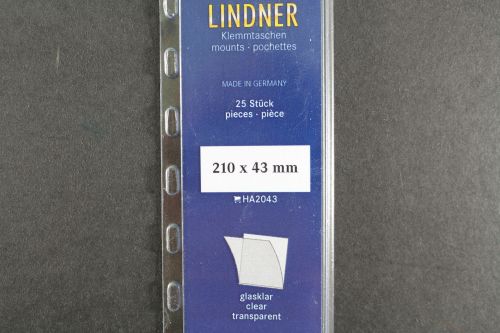 LINDNER
Klemmtaschen
mounts · pochettes
MADE IN GERMANY
25 Stück
pieces · pièce
210 x 43 mm
HA2043
glasklar
clear
transparent